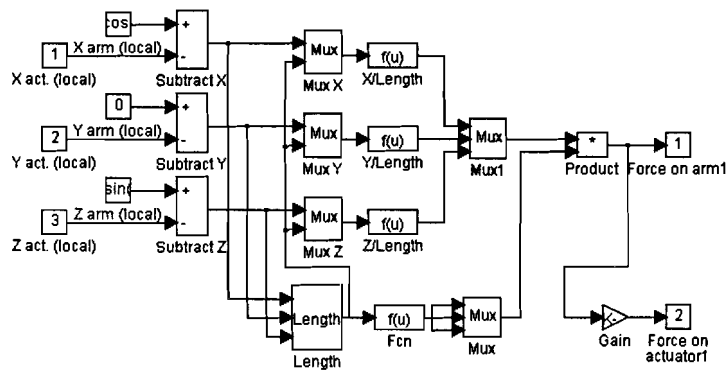 cos
+
-
1
X arm (local)
X act. (local)
Subtract X
Mux
Mux X
f(u)
X/Length
0
+
-
2
Y arm (local)
Y act. (local)
Subtract Y
Mux
Mux Y
f(u)
Y/Length
Mux
Mux1
*
Product
1
Force on arm1
sin(
+
-
3
Z arm (local)
Z act. (local)
Subtract Z
Mux
Mux Z
f(u)
Z/Length
Length
Length
f(u)
Fcn
Mux
Mux
Gain
2
Force on
actuator1